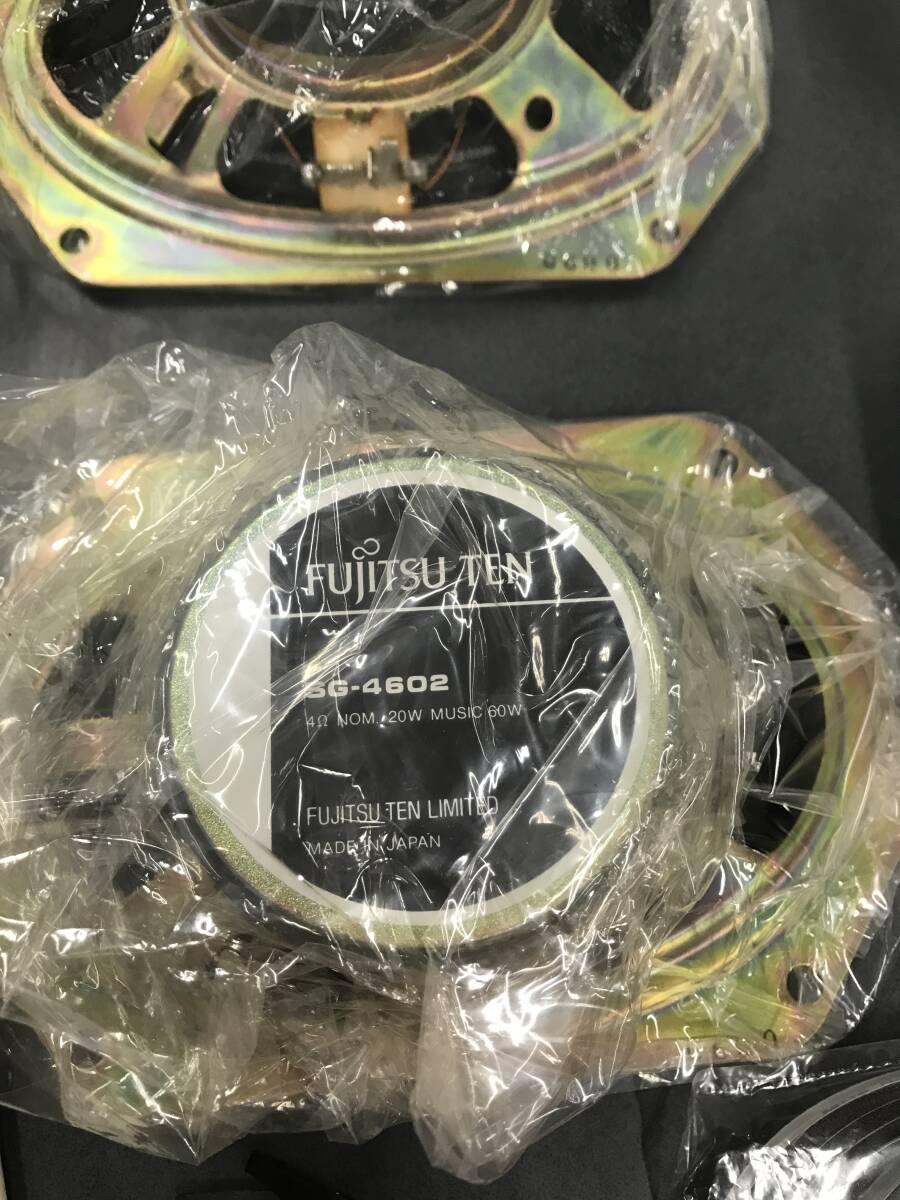 FUJITSU TEN
SG-4602
4Ω NOM. 20W MUSIC 60W
FUJITSU TEN LIMITED
MADE IN JAPAN